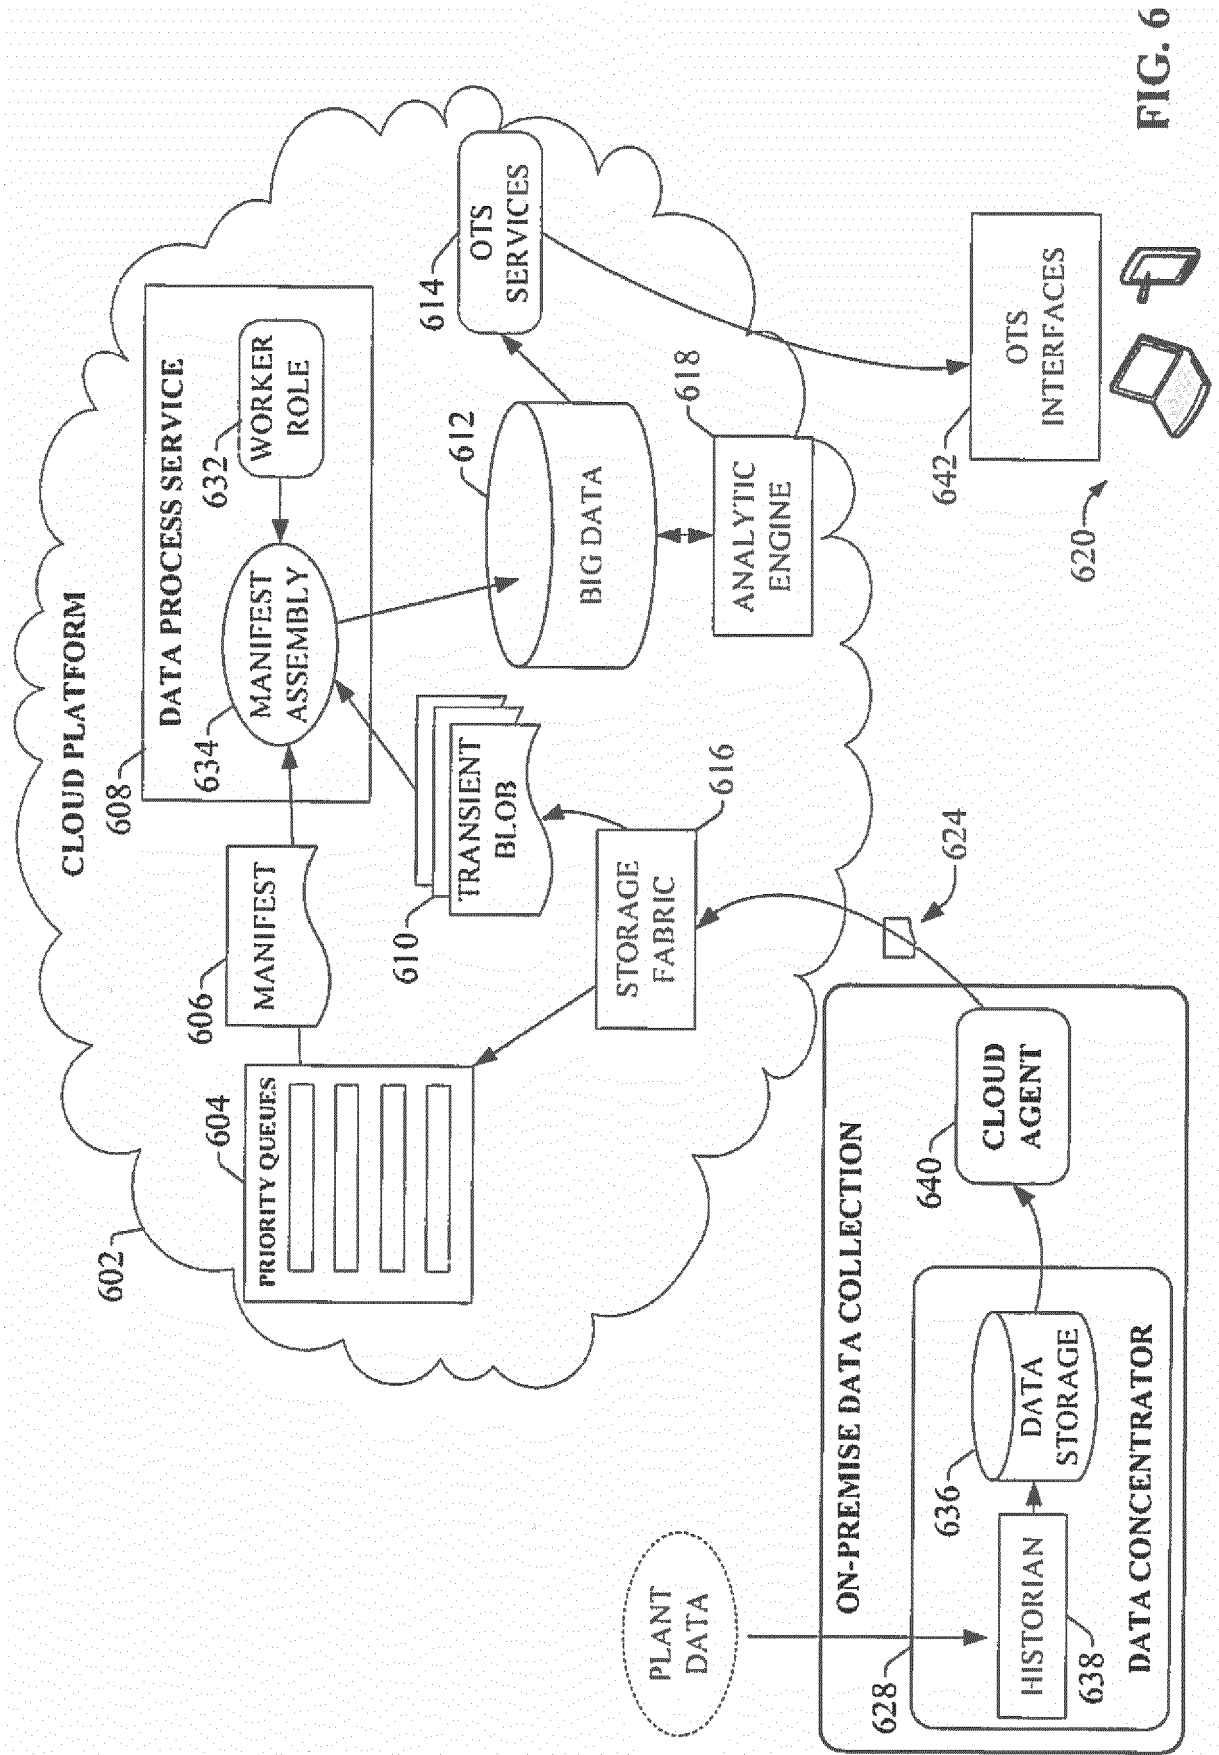 CLOUD PLATFORM
602
604
PRIORITY QUEUES
606
MANIFEST
608
DATA PROCESS SERVICE
634
MANIFEST
ASSEMBLY
632
WORKER
ROLE
610
TRANSIENT
BLOB
612
BIG DATA
614
OTS
SERVICES
STORAGE
FABRIC
616
618
ANALYTIC
ENGINE
624
PLANT
DATA
ON-PREMISE DATA COLLECTION
628
HISTORIAN
638
636
DATA
STORAGE
DATA CONCENTRATOR
640
CLOUD
AGENT
642
OTS
INTERFACES
620
FIG. 6